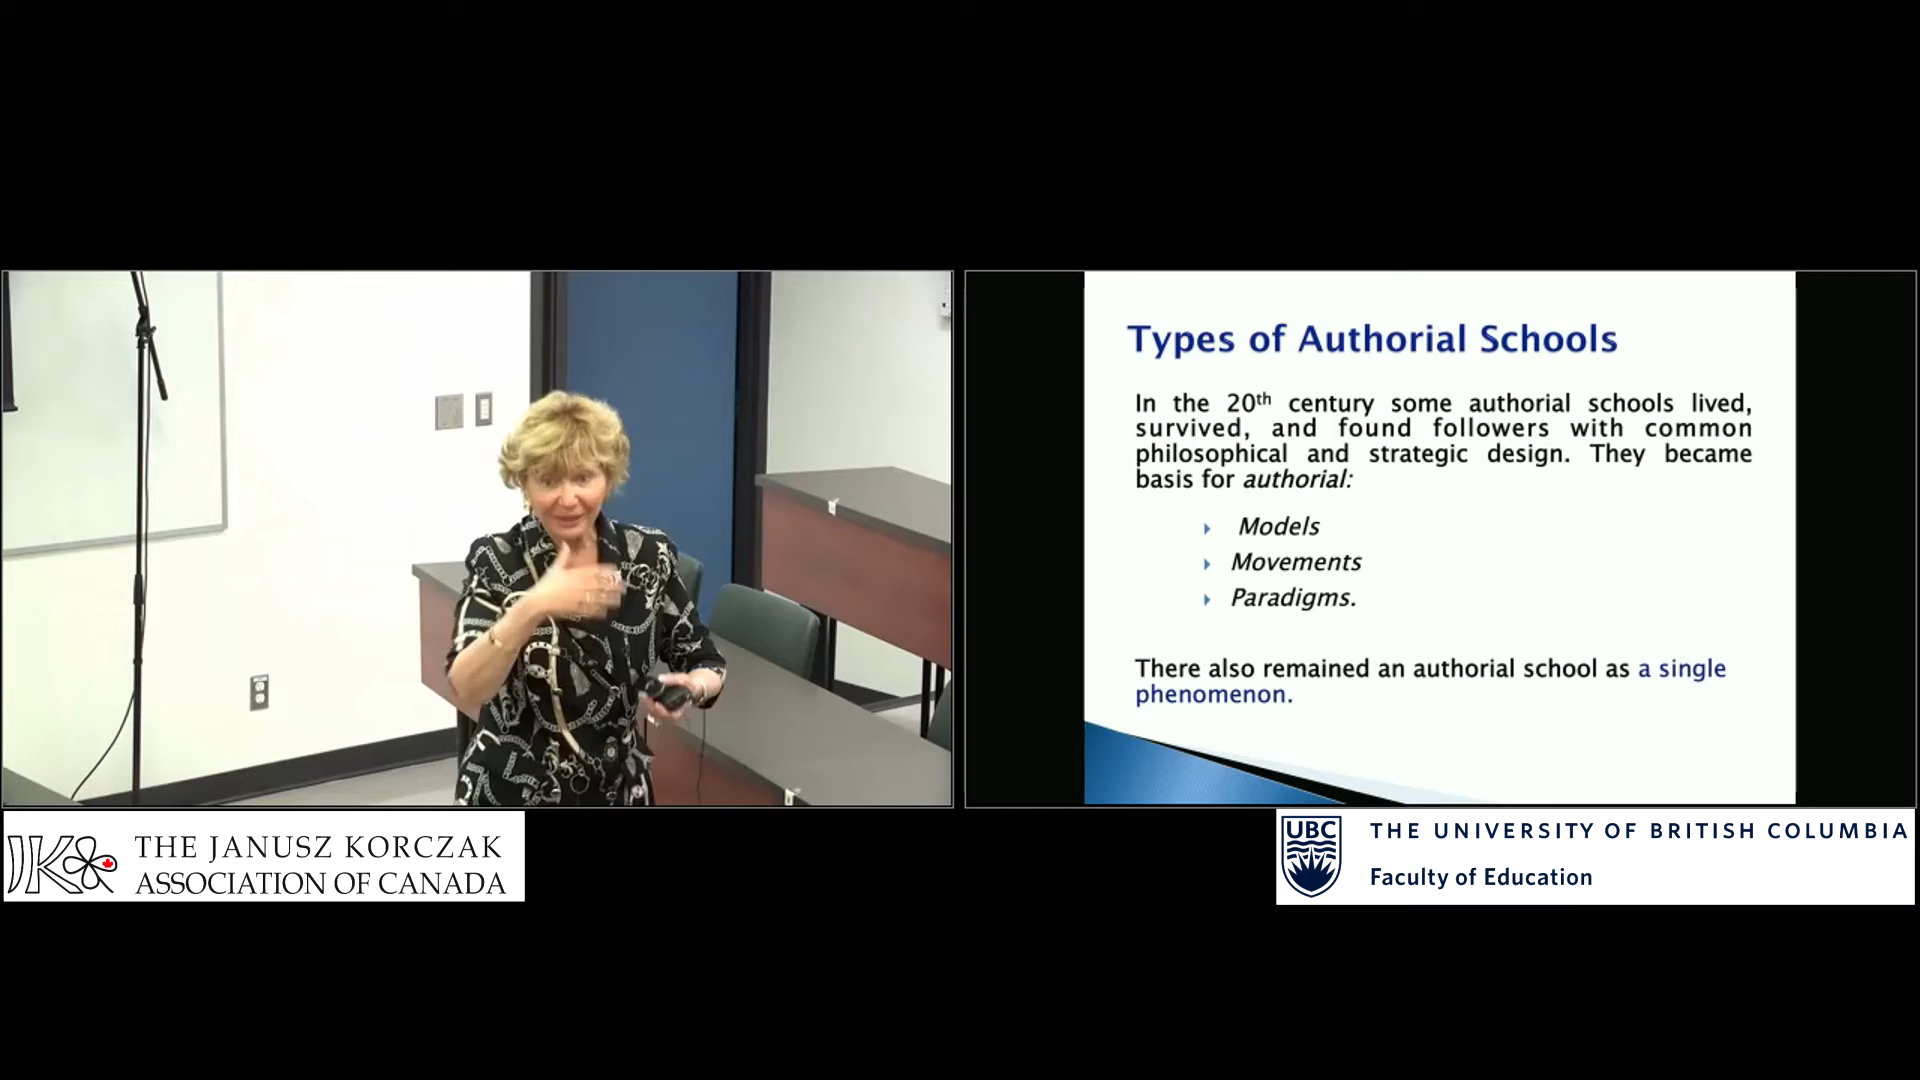 Types of Authorial Schools
In the 20th century some authorial schools lived,
survived, and found followers with common
philosophical and strategic design. They became
basis for authorial:
Models
Movements
Paradigms.
There also remained an authorial school as a single
phenomenon.
THE JANUSZ KORCZAK
ASSOCIATION OF CANADA
UBC
THE UNIVERSITY OF BRITISH COLUMBIA
Faculty of Education